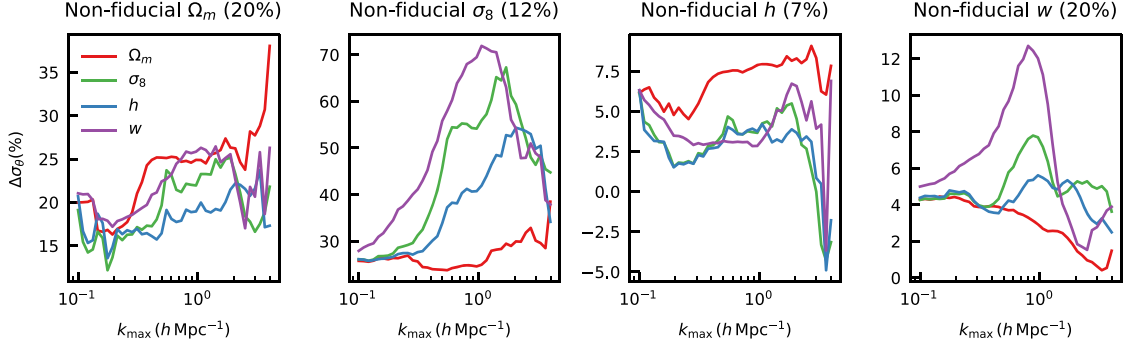 Non-fiducial Ωm (20%)
Non-fiducial σ8 (12%)
Non-fiducial h (7%)
Non-fiducial w (20%)
Δσθ(%)
35
30
25
20
15
Ωm
σ8
h
w
10⁻¹
10⁰
kmax (h Mpc⁻¹)
70
60
50
40
30
10⁻¹
10⁰
kmax (h Mpc⁻¹)
7.5
5.0
2.5
0.0
−2.5
−5.0
10⁻¹
10⁰
kmax (h Mpc⁻¹)
12
10
8
6
4
2
0
10⁻¹
10⁰
kmax (h Mpc⁻¹)